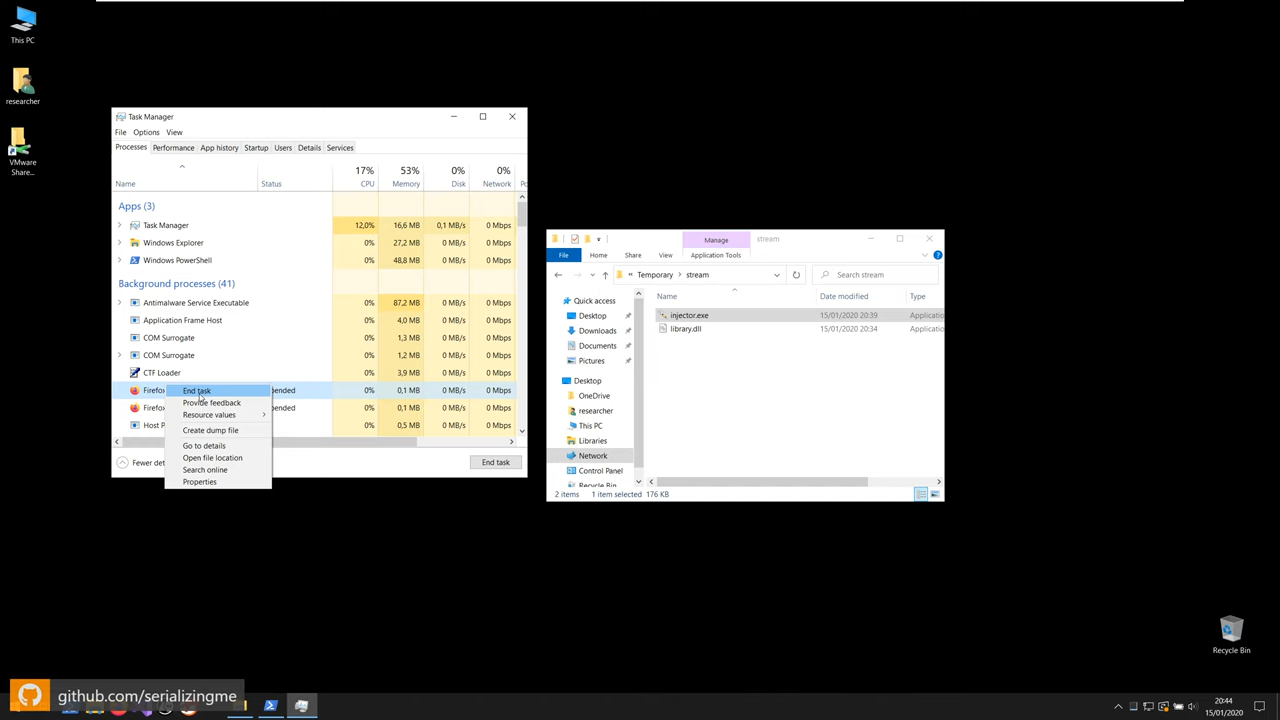 This PC
researcher
VMware
Share...
Task Manager
File Options View
Processes Performance App history Startup Users Details Services
17% 53% 0% 0%
Name Status CPU Memory Disk Network
Apps (3)
Task Manager 12,0% 16,6 MB 0,1 MB/s 0 Mbps
Windows Explorer 0% 27,2 MB 0 MB/s 0 Mbps
Windows PowerShell 0% 48,8 MB 0 MB/s 0 Mbps
Background processes (41)
Antimalware Service Executable 0% 87,2 MB 0 MB/s 0 Mbps
Application Frame Host 0% 4,0 MB 0 MB/s 0 Mbps
COM Surrogate 0% 1,3 MB 0 MB/s 0 Mbps
COM Surrogate 0% 1,2 MB 0 MB/s 0 Mbps
CTF Loader 0% 3,9 MB 0 MB/s 0 Mbps
Firefox ended 0% 0,1 MB 0 MB/s 0 Mbps
Firefox ended 0% 0,1 MB 0 MB/s 0 Mbps
Host P 0% 0,5 MB 0 MB/s 0 Mbps
Fewer det End task
End task
Provide feedback
Resource values
Create dump file
Go to details
Open file location
Search online
Properties
Manage stream
File Home Share View Application Tools
Temporary stream Search stream
Name Date modified Type
injector.exe 15/01/2020 20:39 Applicatio
library.dll 15/01/2020 20:34 Applicatio
Quick access
Desktop
Downloads
Documents
Pictures
Desktop
OneDrive
researcher
This PC
Libraries
Network
Control Panel
Recycle Bin
2 items 1 item selected 176 KB
Recycle Bin
github.com/serializingme
20:44
15/01/2020